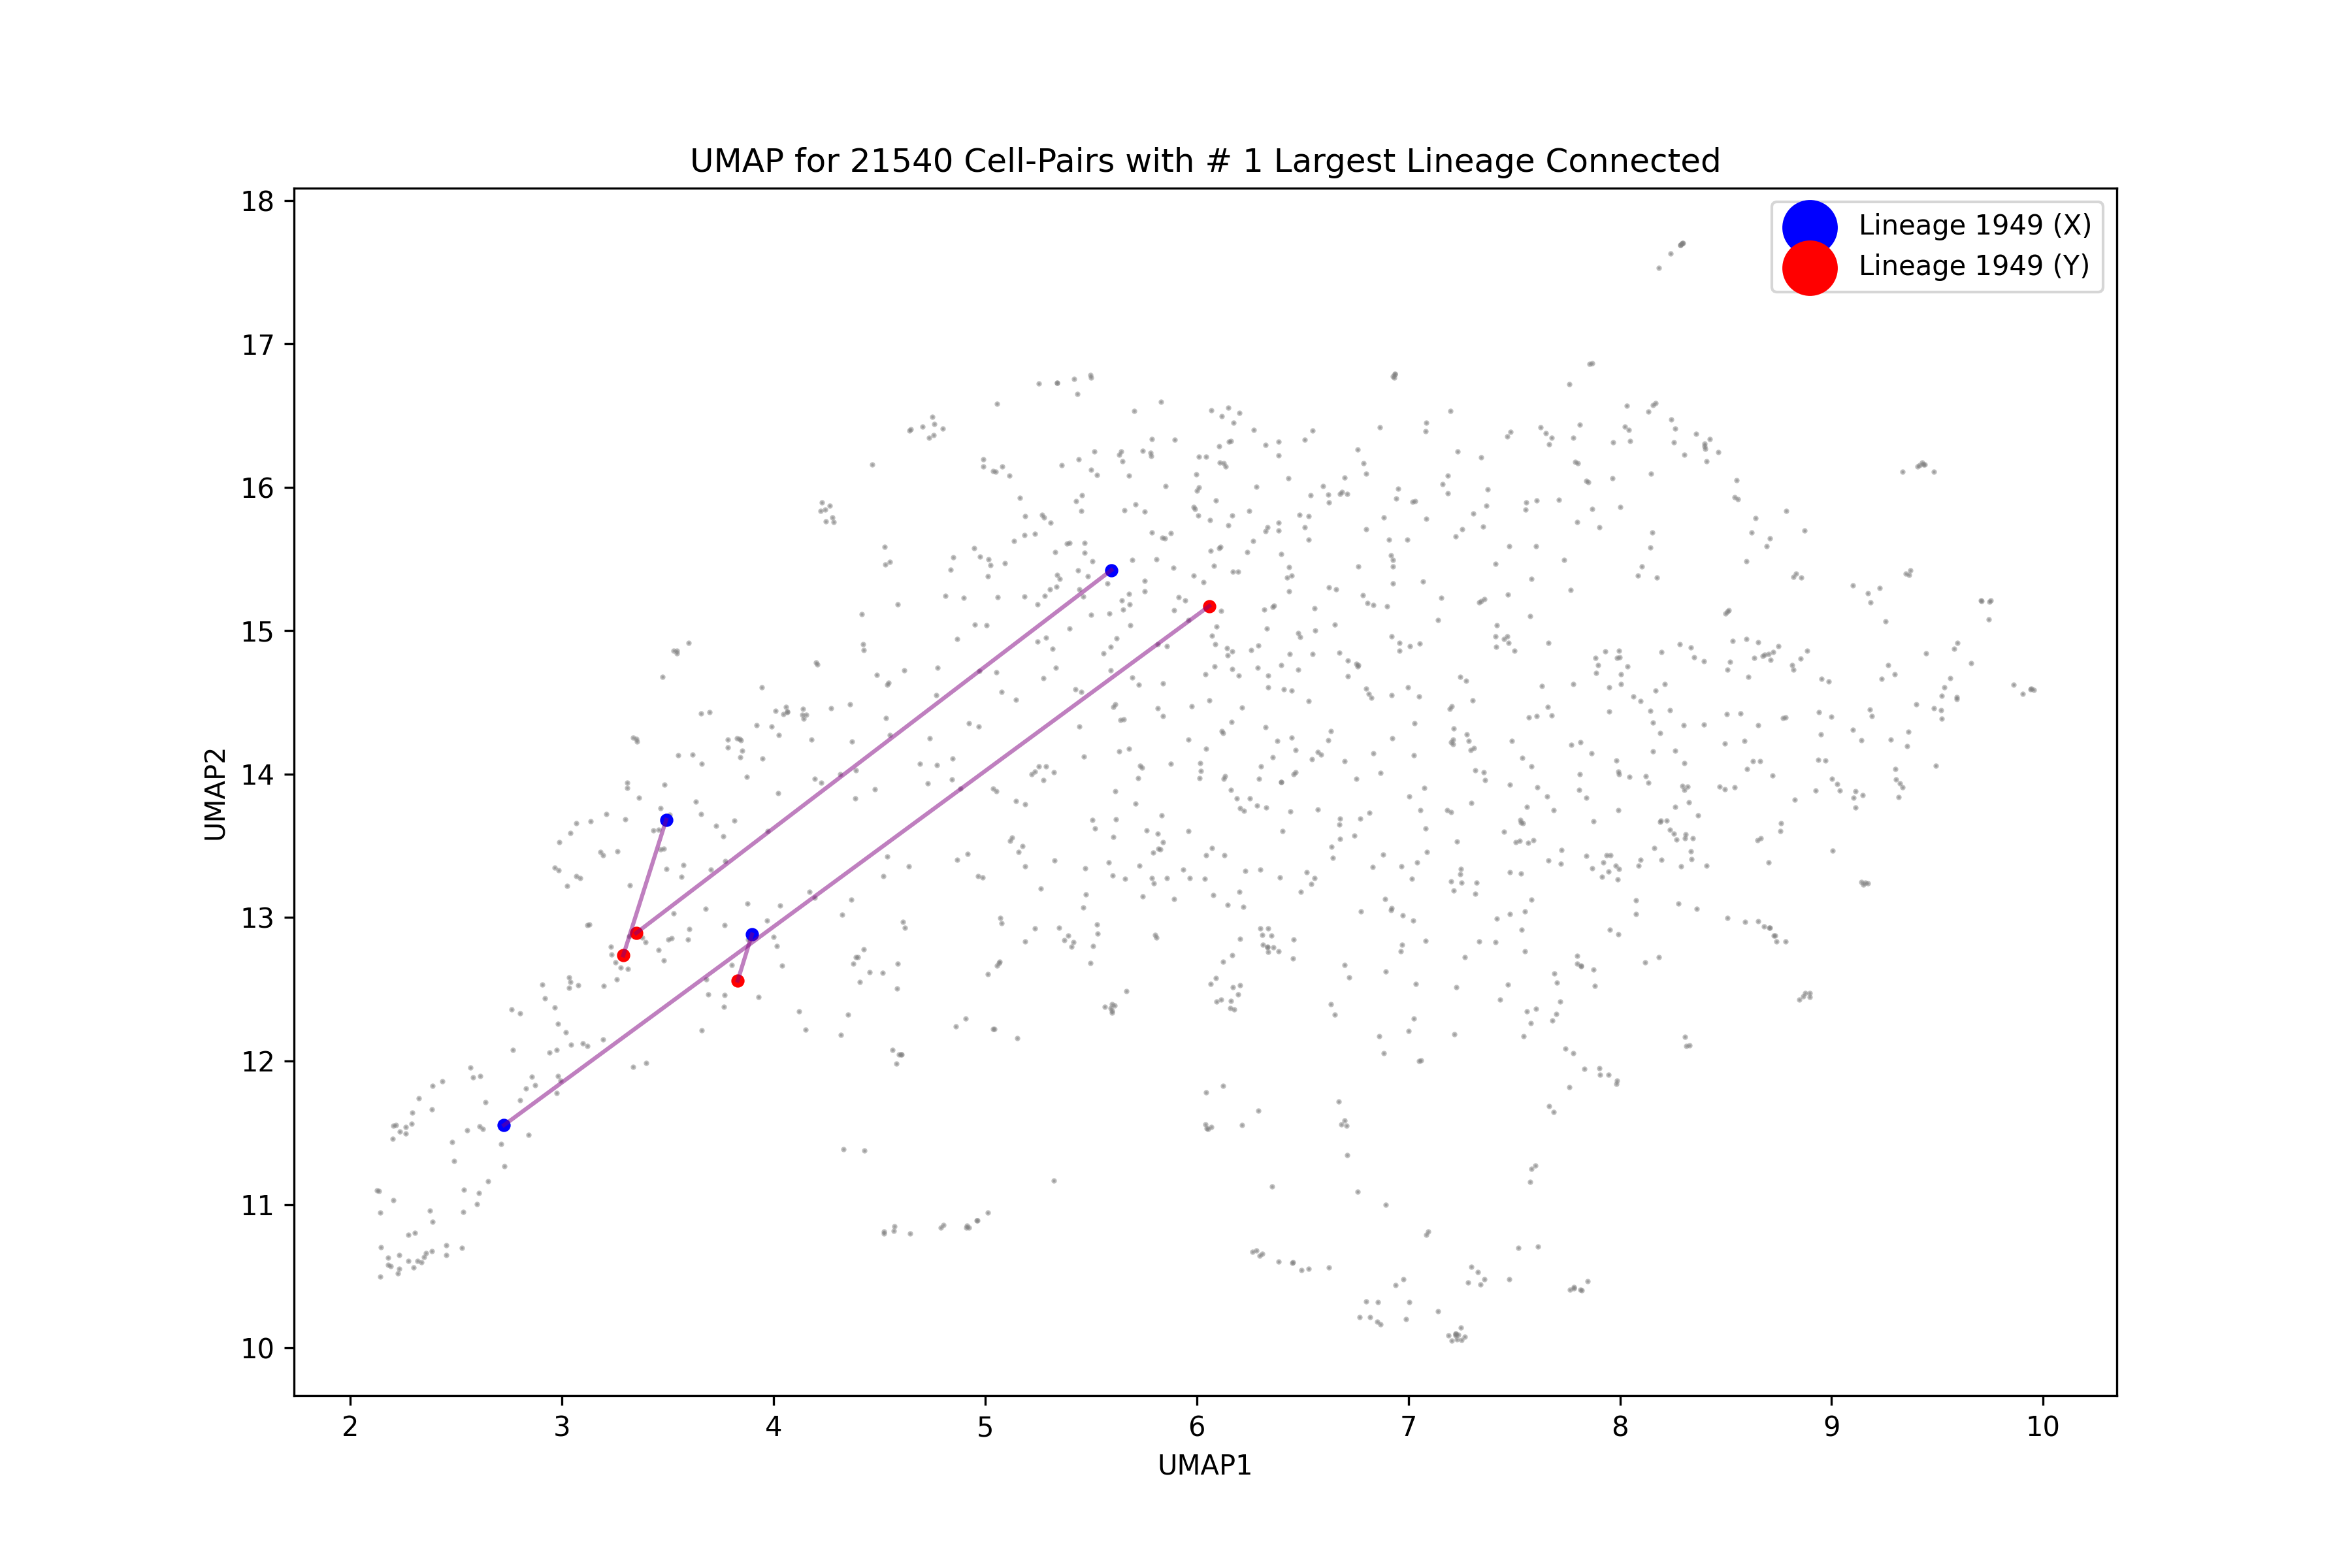 UMAP for 21540 Cell-Pairs with # 1 Largest Lineage Connected
Lineage 1949 (X)
Lineage 1949 (Y)
18
17
16
15
14
13
12
11
10
UMAP2
2 3 4 5 6 7 8 9 10
UMAP1